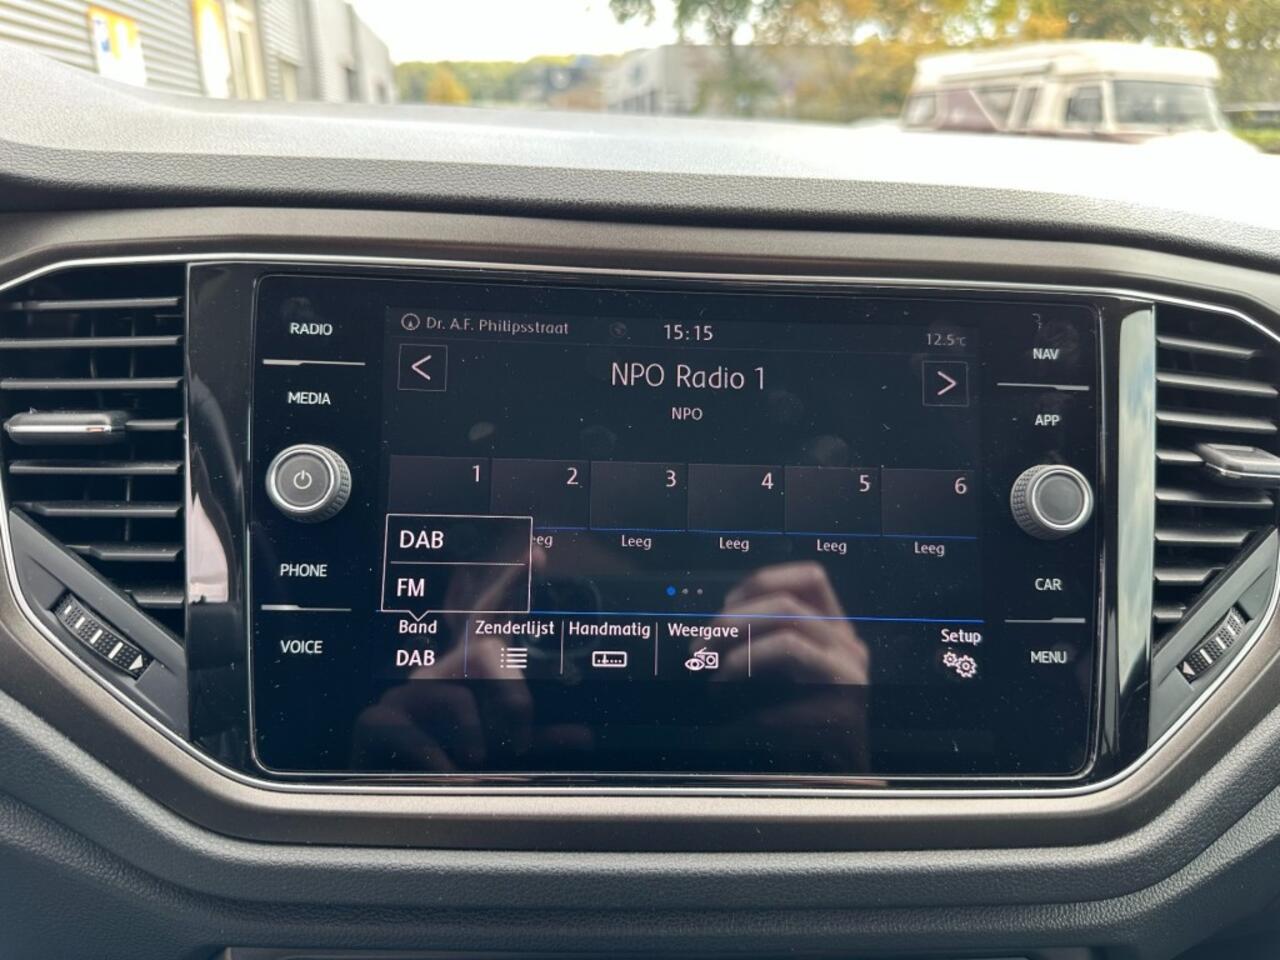 RADIO
MEDIA
PHONE
VOICE
Dr. A.F. Philipsstraat
15:15
12.5°C
<
NPO Radio 1
>
NPO
1 2 3 4 5 6
eeg Leeg Leeg Leeg Leeg
DAB
FM
Band Zenderlijst Handmatig Weergave Setup
DAB
NAV
APP
CAR
MENU